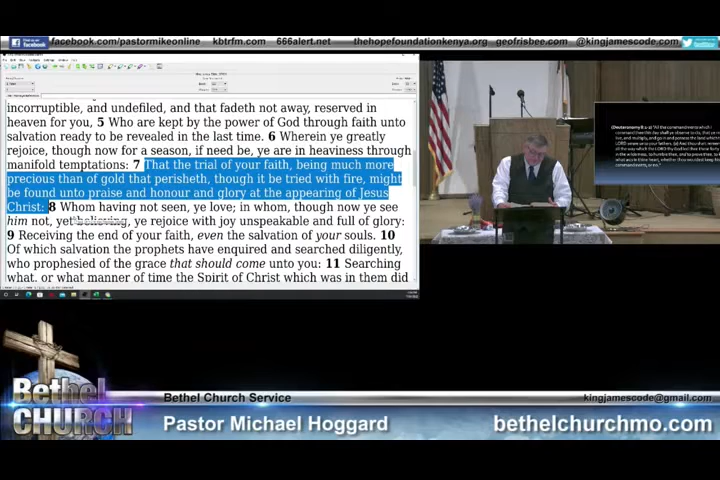 Find us on
facebook
facebook.com/pastormikeonline kbtrfm.com 666alert.net thehopefoundationkenya.org geofrisbee.com @kingjamescode
twitter
incorruptible, and undefiled, and that fadeth not away, reserved in
heaven for you, 5 Who are kept by the power of God through faith unto
salvation ready to be revealed in the last time. 6 Wherein ye greatly
rejoice, though now for a season, if need be, ye are in heaviness through
manifold temptations: 7 That the trial of your faith, being much more
precious than of gold that perisheth, though it be tried with fire, might
be found unto praise and honour and glory at the appearing of Jesus
Christ: 8 Whom having not seen, ye love; in whom, though now ye see
him not, yet believing, ye rejoice with joy unspeakable and full of glory:
9 Receiving the end of your faith, even the salvation of your souls. 10
Of which salvation the prophets have enquired and searched diligently,
who prophesied of the grace that should come unto you: 11 Searching
what, or what manner of time the Spirit of Christ which was in them did
Bethel
CHURCH
Bethel Church Service
kingjamescode@gmail.com
Pastor Michael Hoggard
bethelchurchmo.com